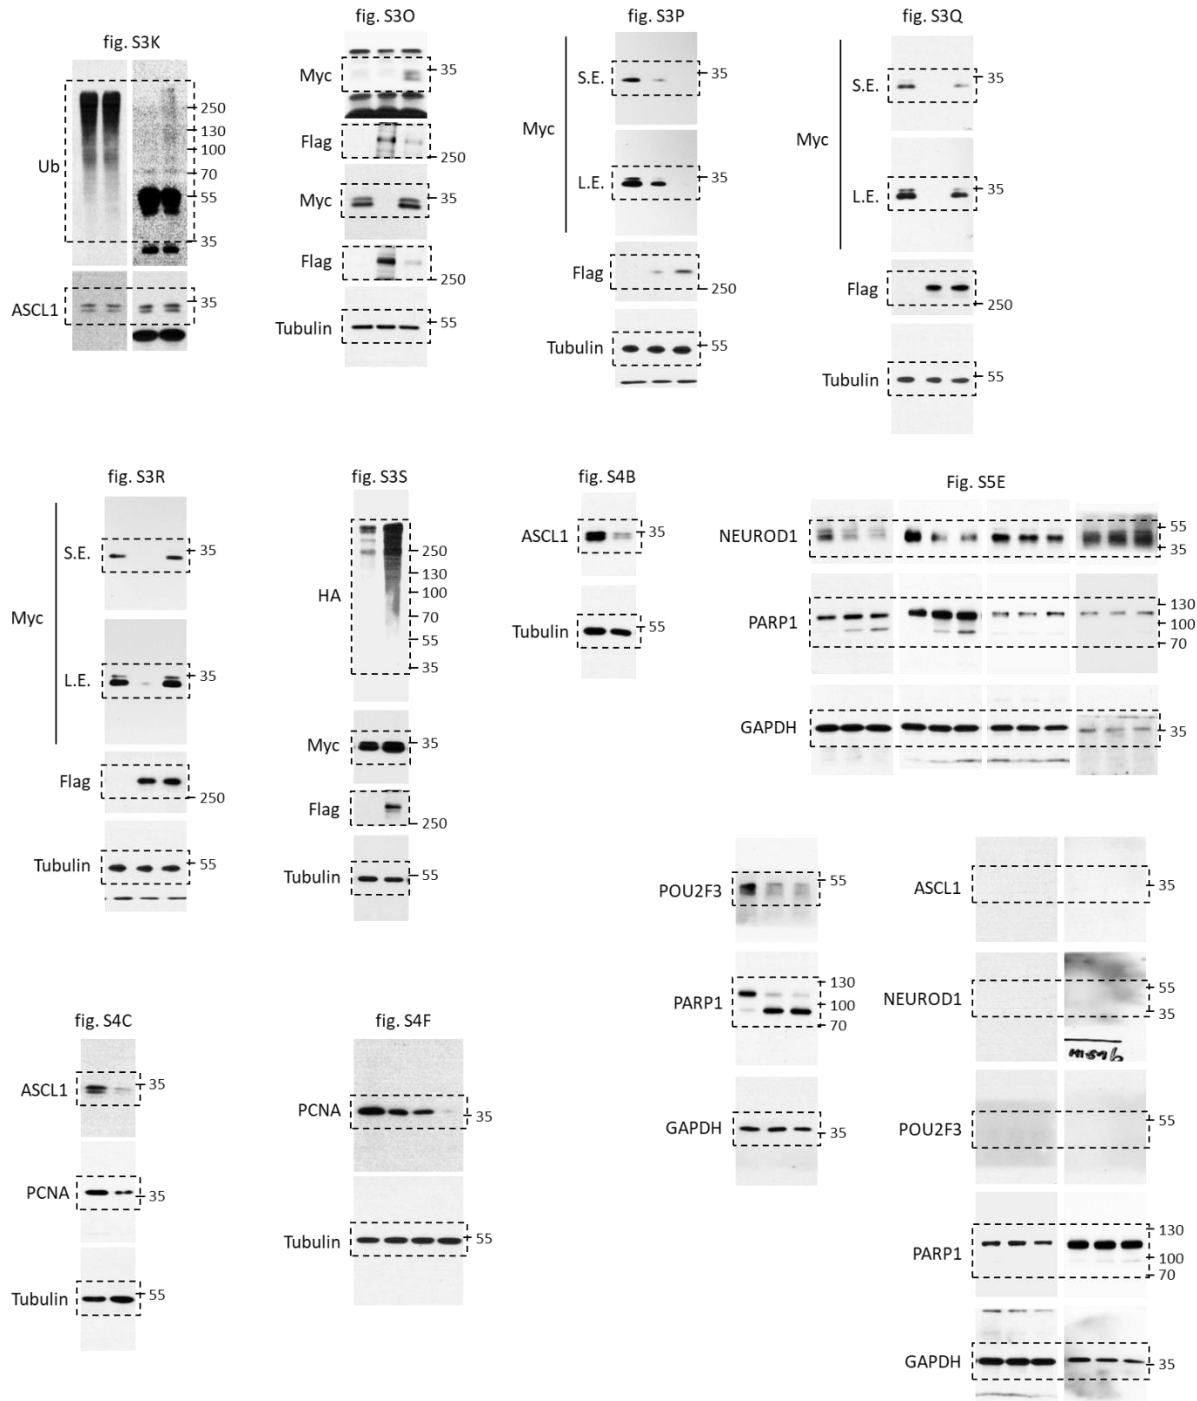 fig. S3K
Ub
250
130
100
70
55
35
ASCL1
35
fig. S3O
Myc
35
Flag
250
Myc
35
Flag
250
Tubulin
55
fig. S3P
Myc
S.E.
35
L.E.
35
Flag
250
Tubulin
55
fig. S3Q
Myc
S.E.
35
L.E.
35
Flag
250
Tubulin
55
fig. S3R
Myc
S.E.
35
L.E.
35
Flag
250
Tubulin
55
fig. S3S
HA
250
130
100
70
55
35
Myc
35
Flag
250
Tubulin
55
fig. S4B
ASCL1
35
Tubulin
55
Fig. S5E
NEUROD1
55
35
PARP1
130
100
70
GAPDH
35
POU2F3
55
PARP1
130
100
70
GAPDH
35
ASCL1
35
NEUROD1
55
35
POU2F3
55
PARP1
130
100
70
GAPDH
35
fig. S4C
ASCL1
35
PCNA
35
Tubulin
55
fig. S4F
PCNA
35
Tubulin
55